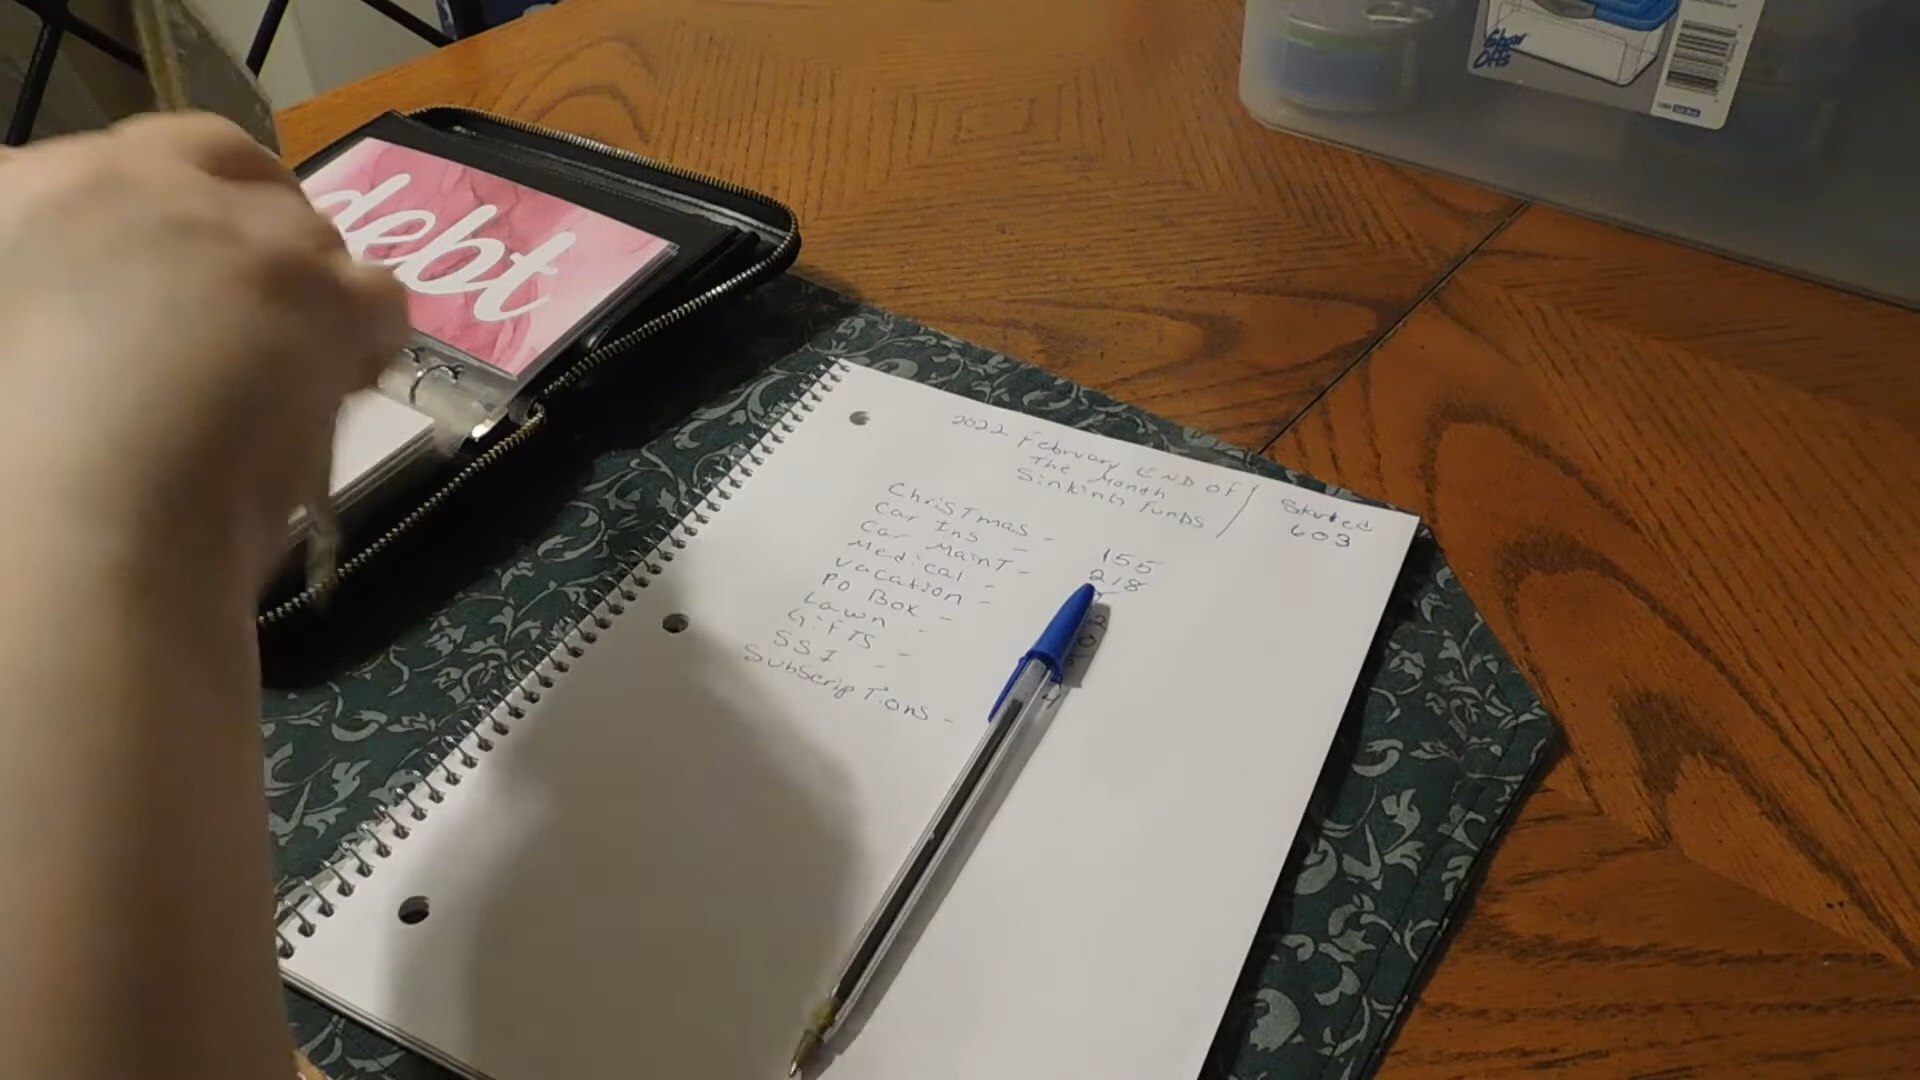 debt
2022 February END OF
The Month
Sinking Funds
Started
603
Christmas - 155
Car Ins - 218
Car Maint -
Medical -
Vacation -
PO Box -
Lawn -
Gifts -
SSI -
Subscriptions -